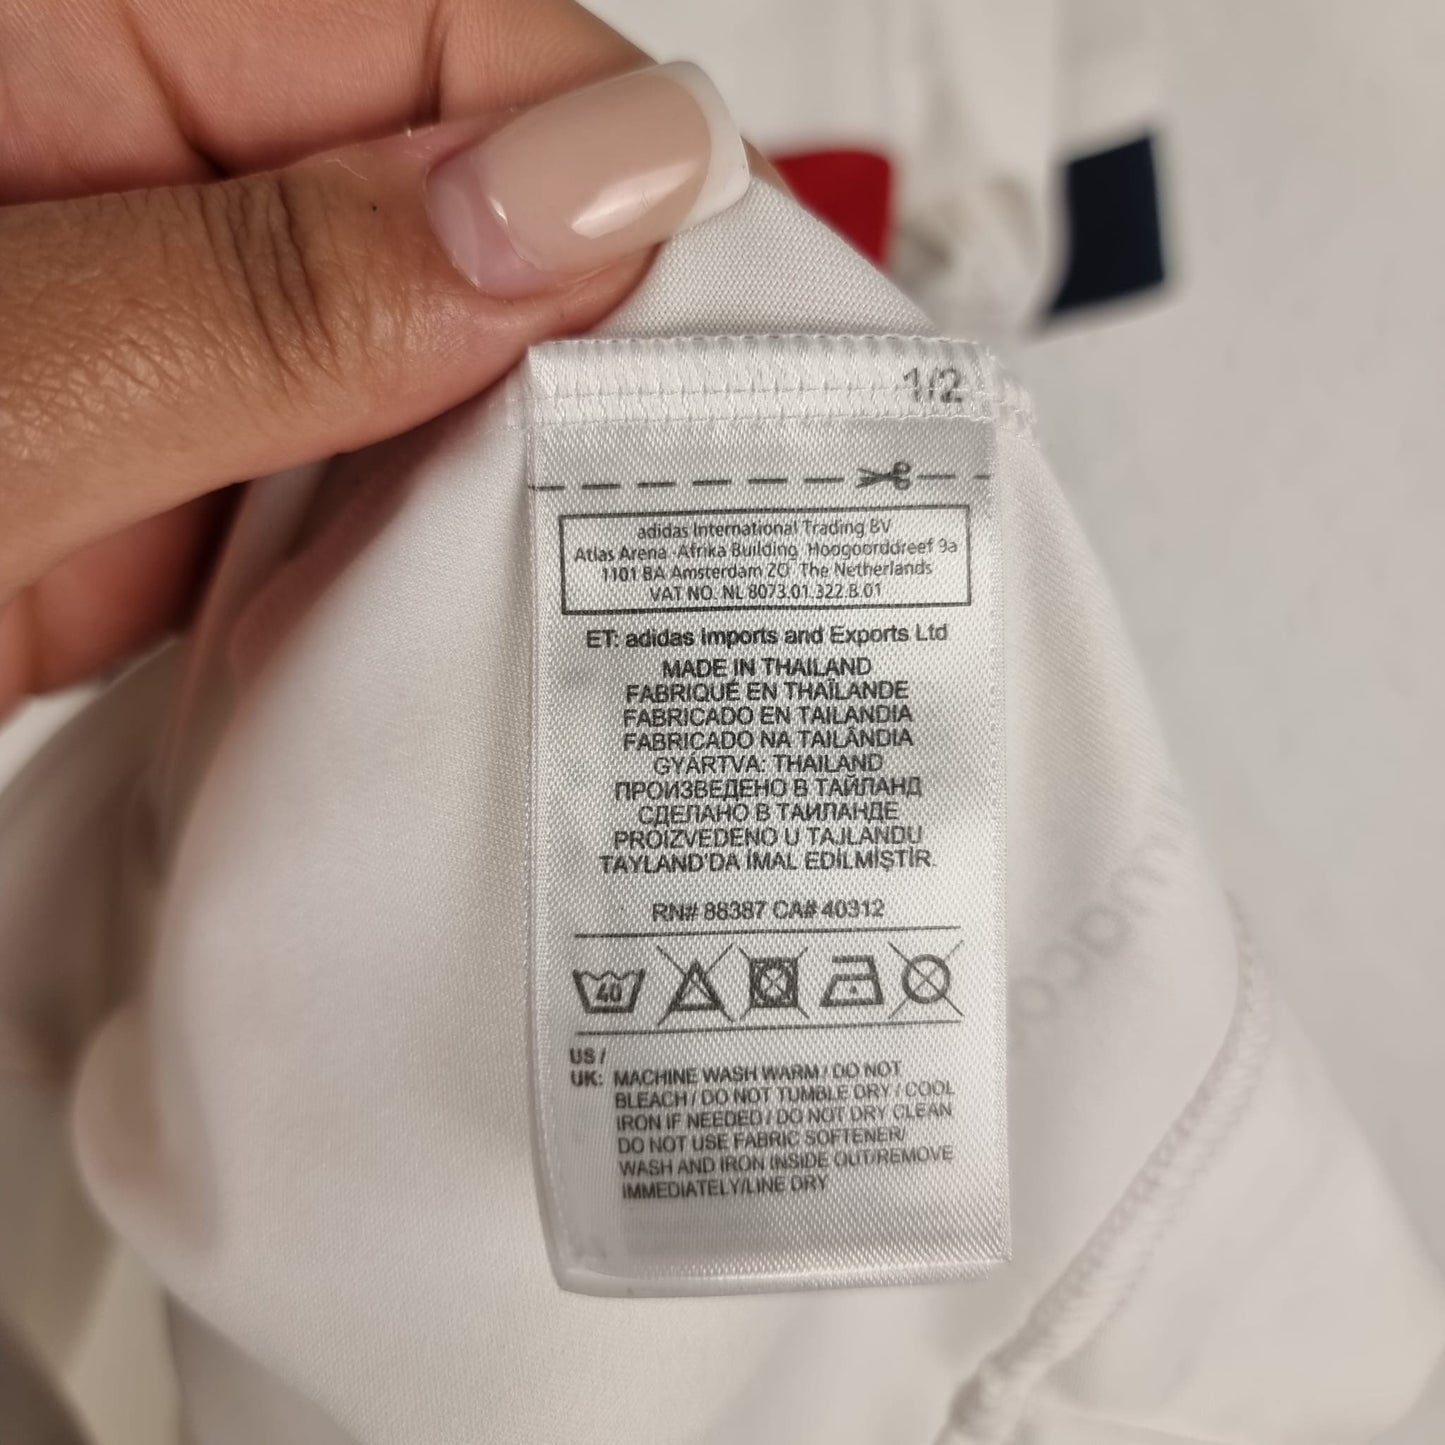 1/2
adidas International Trading BV
Atlas Arena Afrika Building Hoogoorddreef 9a
1101 BA Amsterdam ZO The Netherlands
VAT NO. NL 8073.01.322.B.01
ET: adidas Imports and Exports Ltd
MADE IN THAILAND
FABRIQUÉ EN THAÏLANDE
FABRICADO EN TAILANDIA
FABRICADO NA TAILÂNDIA
GYÁRTVA: THAILAND
ПРОИЗВЕДЕНО В ТАЙЛАНД
СДЕЛАНО В ТАИЛАНДЕ
PROIZVEDENO U TAJLANDU
TAYLAND'DA İMAL EDİLMİŞTİR.
RN# 88387 CA# 40312
40
US /
UK: MACHINE WASH WARM / DO NOT
BLEACH / DO NOT TUMBLE DRY / COOL
IRON IF NEEDED / DO NOT DRY CLEAN
DO NOT USE FABRIC SOFTENER/
WASH AND IRON INSIDE OUT/REMOVE
IMMEDIATELY/LINE DRY